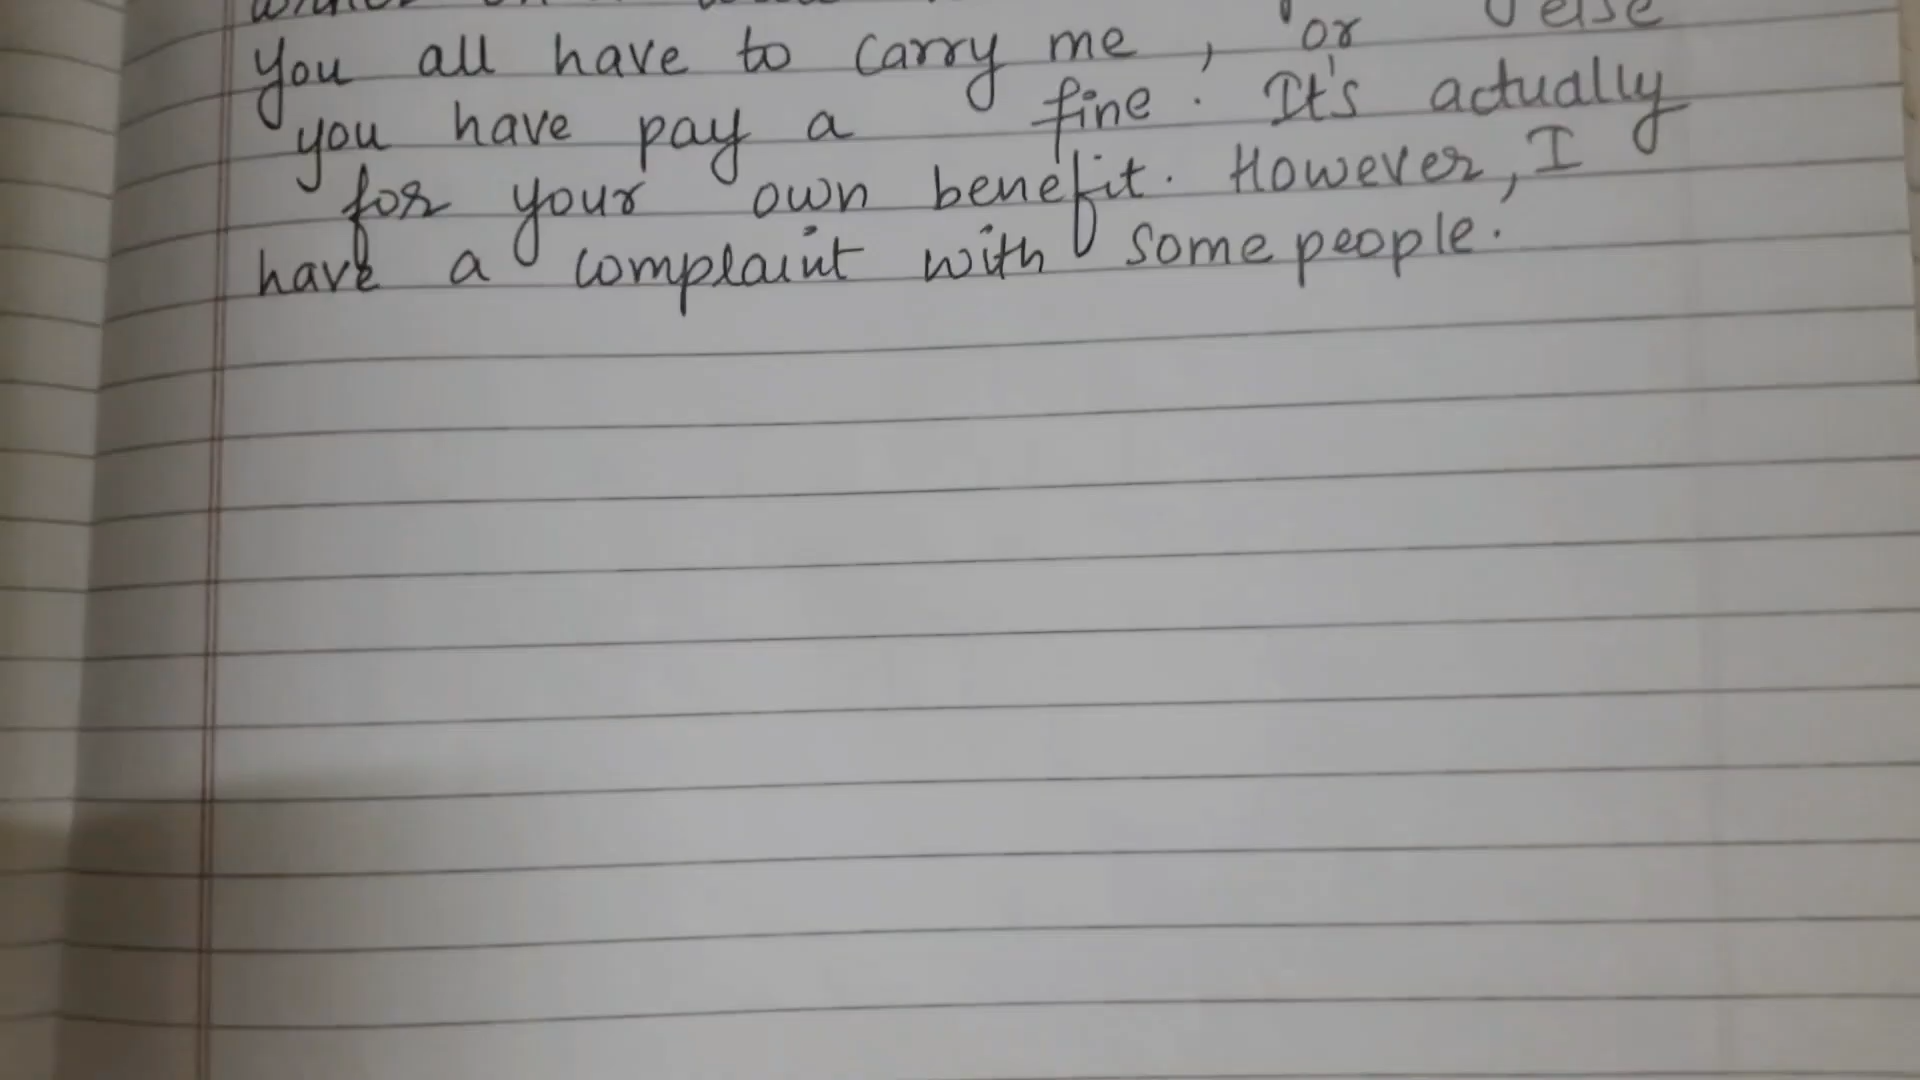 you all have to carry me, or else
you have pay a fine. It's actually
for your own benefit. However, I
have a complaint with some people.